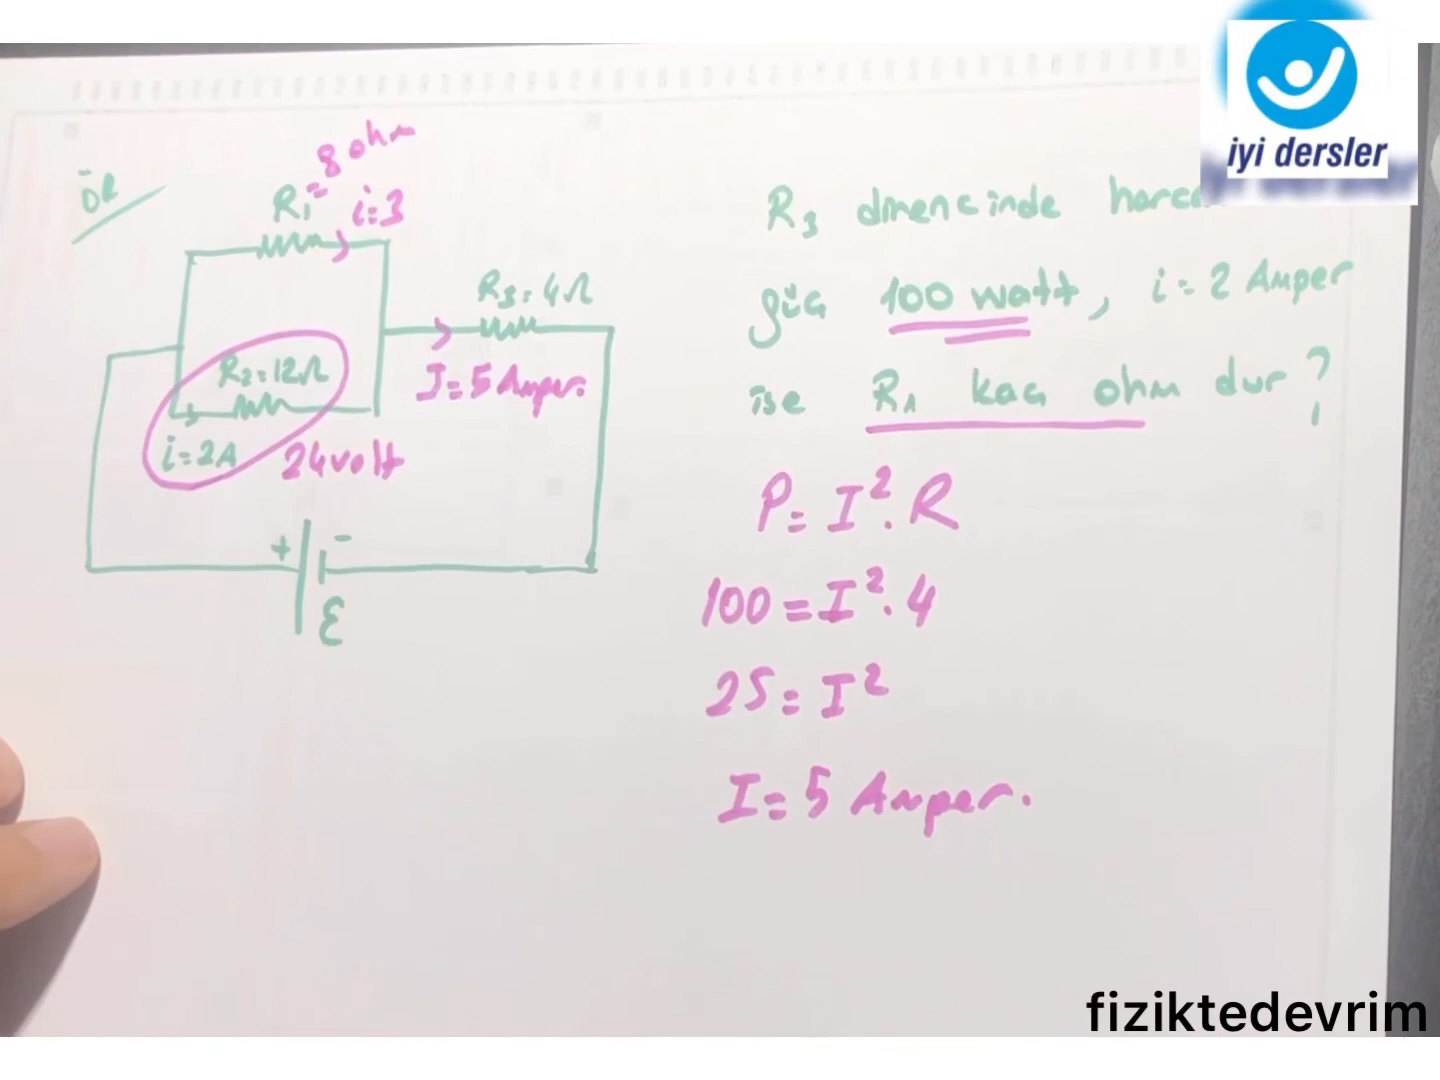 iyi dersler
ÖR
R₁ = 8 ohm
i=3
R₃=4Ω
I=5 Amper.
R₂=12Ω
i=2A
24 volt
+ -
ε
R₃ direncinde
güç 100 watt, i=2 Amper
ise R₁ kaç ohm dur?
P=I².R
100=I².4
25=I²
I=5 Amper.
fiziktedevrim